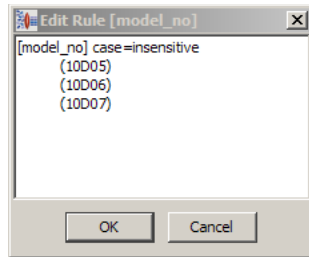 Edit Rule [model_no]
[model_no] case=insensitive
(10D05)
(10D06)
(10D07)
OK Cancel